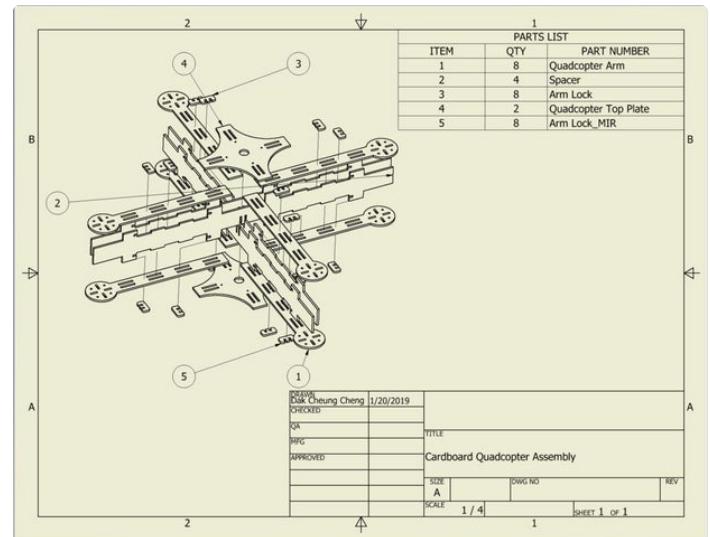 2 1
PARTS LIST
ITEM QTY PART NUMBER
1 8 Quadcopter Arm
2 4 Spacer
3 8 Arm Lock
4 2 Quadcopter Top Plate
5 8 Arm Lock_MIR
4 3
B B
2
5 1
A A
DRAWN
Dak Cheung Cheng 1/20/2019
CHECKED
QA
MFG
APPROVED
TITLE
Cardboard Quadcopter Assembly
SIZE DWG NO REV
A
SCALE 1 / 4 SHEET 1 OF 1
2 1